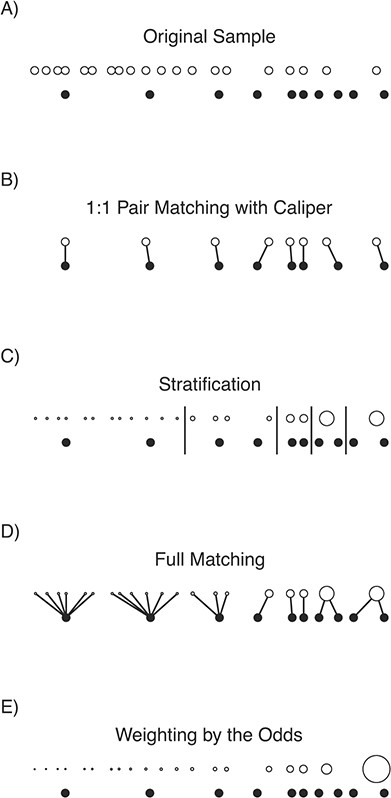 A)
Original Sample
B)
1:1 Pair Matching with Caliper
C)
Stratification
D)
Full Matching
E)
Weighting by the Odds